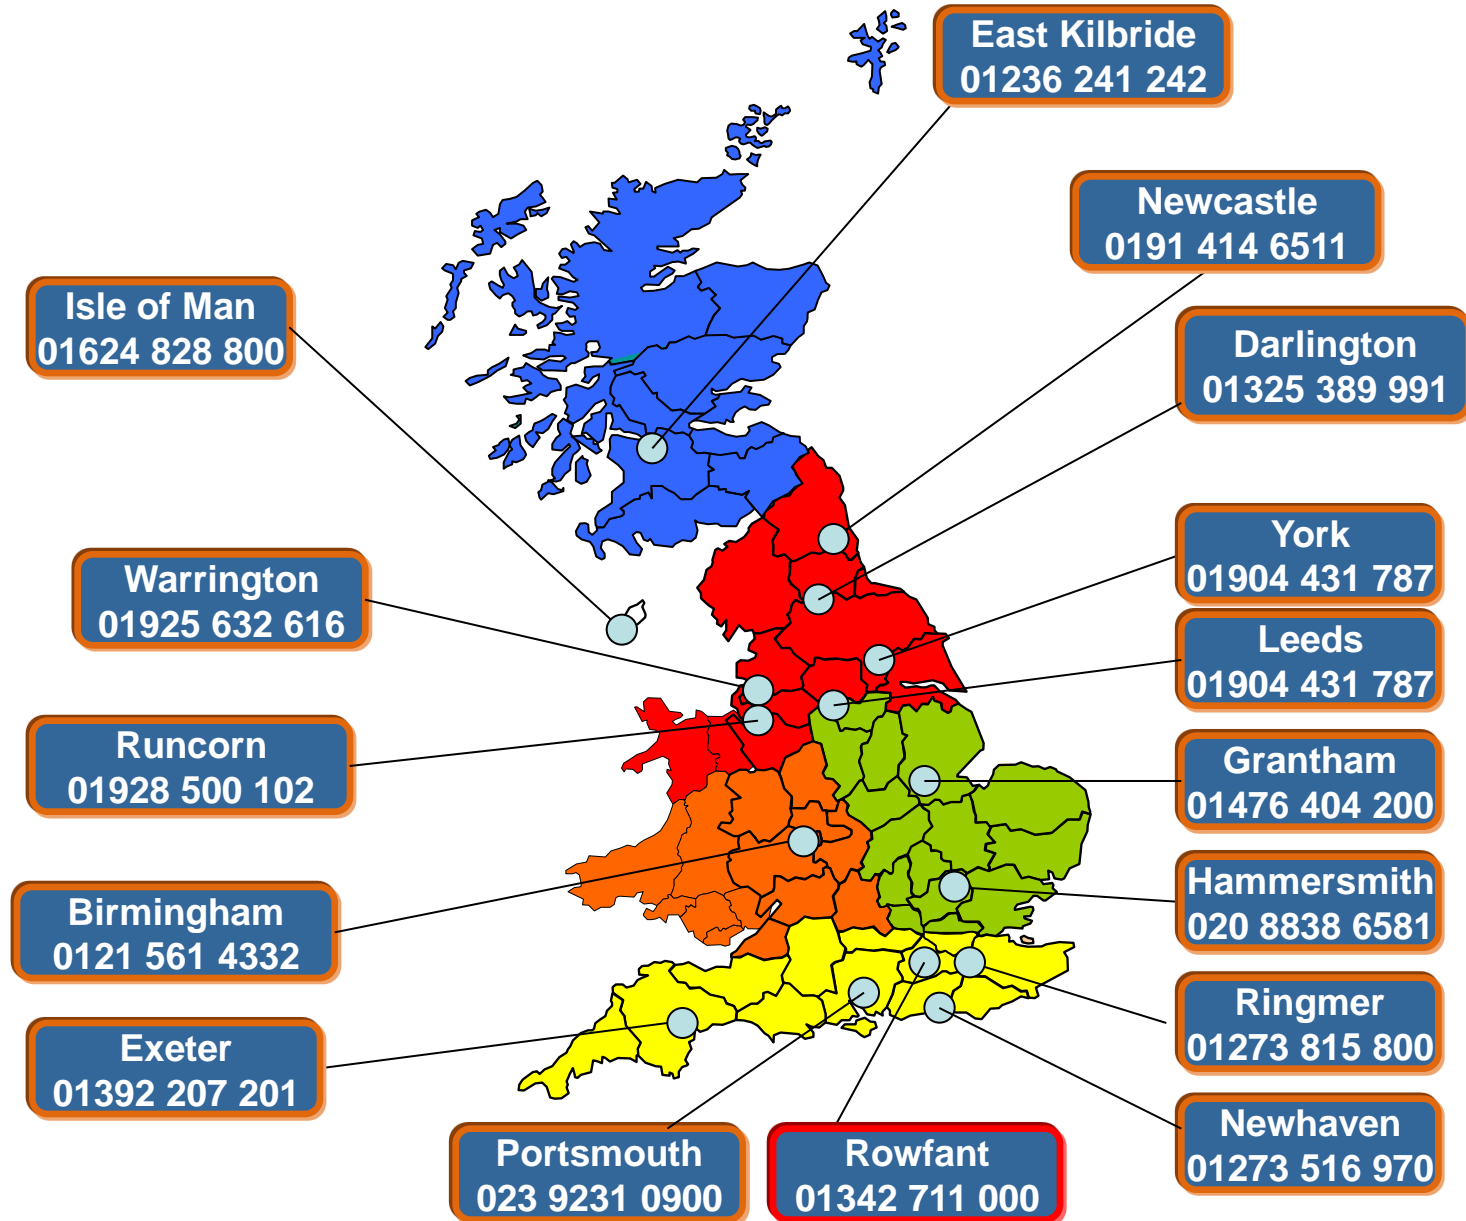 East Kilbride
01236 241 242
Newcastle
0191 414 6511
Isle of Man
01624 828 800
Darlington
01325 389 991
York
01904 431 787
Warrington
01925 632 616
Leeds
01904 431 787
Runcorn
01928 500 102
Grantham
01476 404 200
Hammersmith
020 8838 6581
Birmingham
0121 561 4332
Ringmer
01273 815 800
Exeter
01392 207 201
Newhaven
01273 516 970
Portsmouth
023 9231 0900
Rowfant
01342 711 000